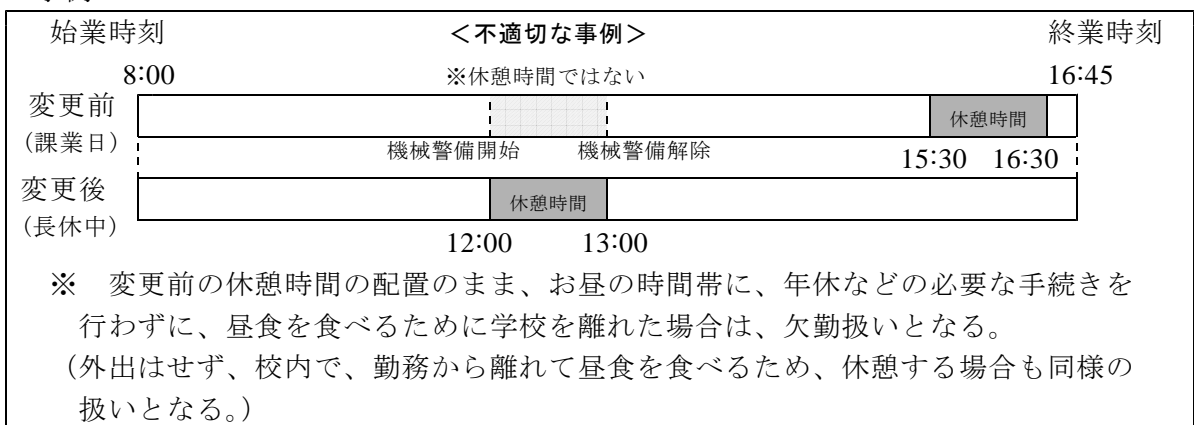 始業時刻 <不適切な事例> 終業時刻
8:00 ※休憩時間ではない 16:45
変更前 休憩時間
(課業日) 機械警備開始 機械警備解除 15:30 16:30
変更後 休憩時間
(長休中)
12:00 13:00
※ 変更前の休憩時間の配置のまま、お昼の時間帯に、年休などの必要な手続きを
行わずに、昼食を食べるために学校を離れた場合は、欠勤扱いとなる。
(外出はせず、校内で、勤務から離れて昼食を食べるため、休憩する場合も同様の
扱いとなる。)